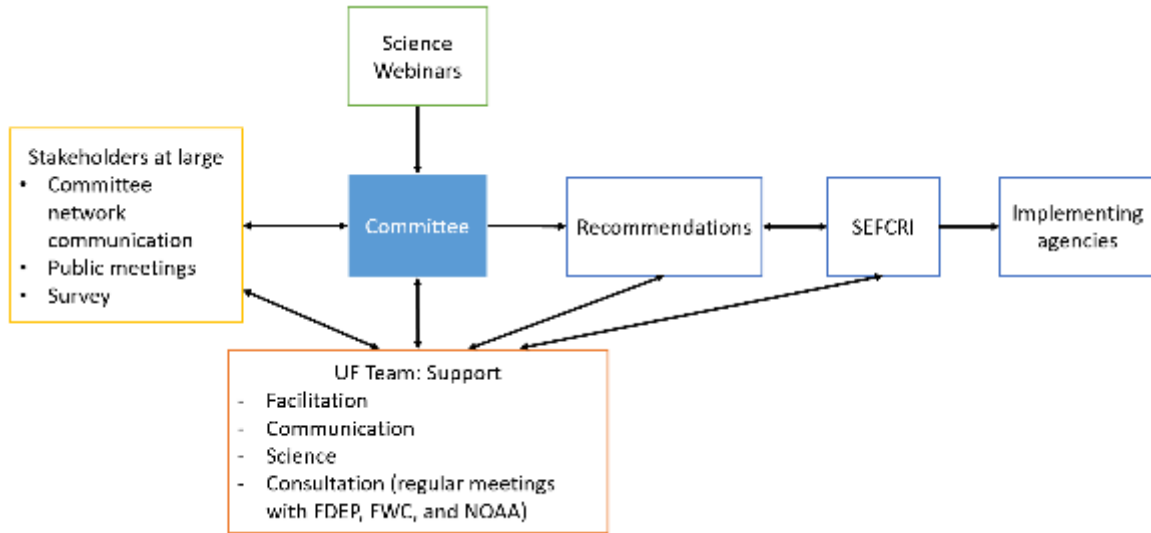 Science
Webinars
Stakeholders at large
• Committee
network
communication
• Public meetings
• Survey
Committee
Recommendations
SEFCRI
Implementing
agencies
UF Team: Support
- Facilitation
- Communication
- Science
- Consultation (regular meetings
with FDEP, FWC, and NOAA)